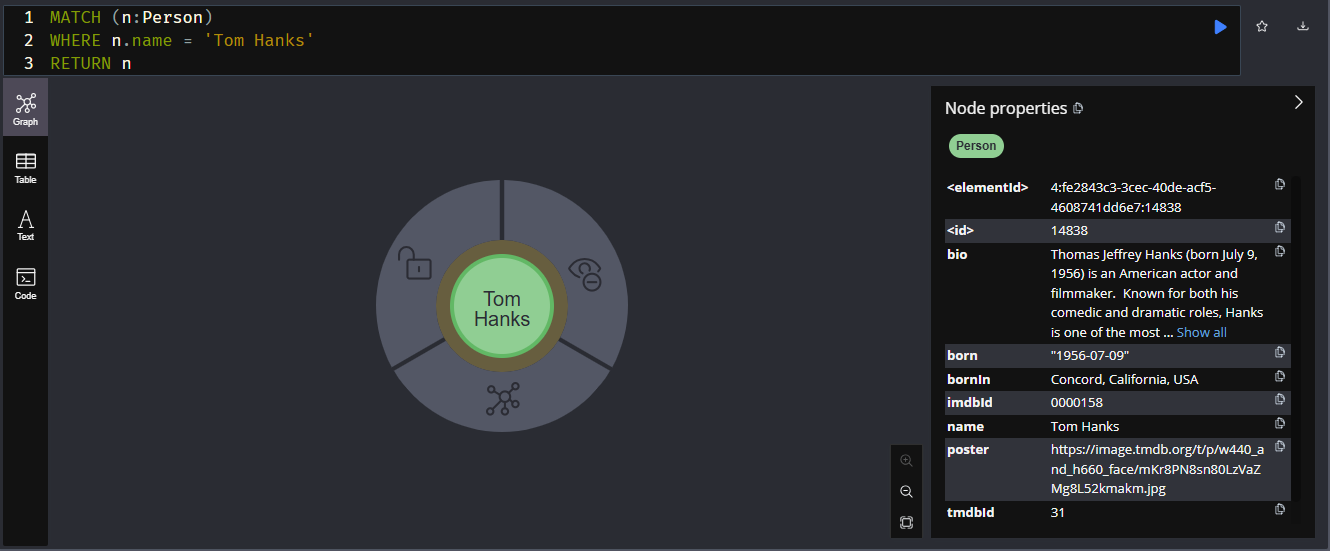 1 MATCH (n:Person)
2 WHERE n.name = 'Tom Hanks'
3 RETURN n
Graph
Table
Text
Code
Tom
Hanks
Node properties
Person
<elementId> 4:fe2843c3-3cec-40de-acf5-
4608741dd6e7:14838
<id> 14838
bio Thomas Jeffrey Hanks (born July 9,
1956) is an American actor and
filmmaker.  Known for both his
comedic and dramatic roles, Hanks
is one of the most ... Show all
born "1956-07-09"
bornIn Concord, California, USA
imdbId 0000158
name Tom Hanks
poster https://image.tmdb.org/t/p/w440_a
nd_h660_face/mKr8PN8sn80LzVaZ
Mg8L52kmakm.jpg
tmdbId 31